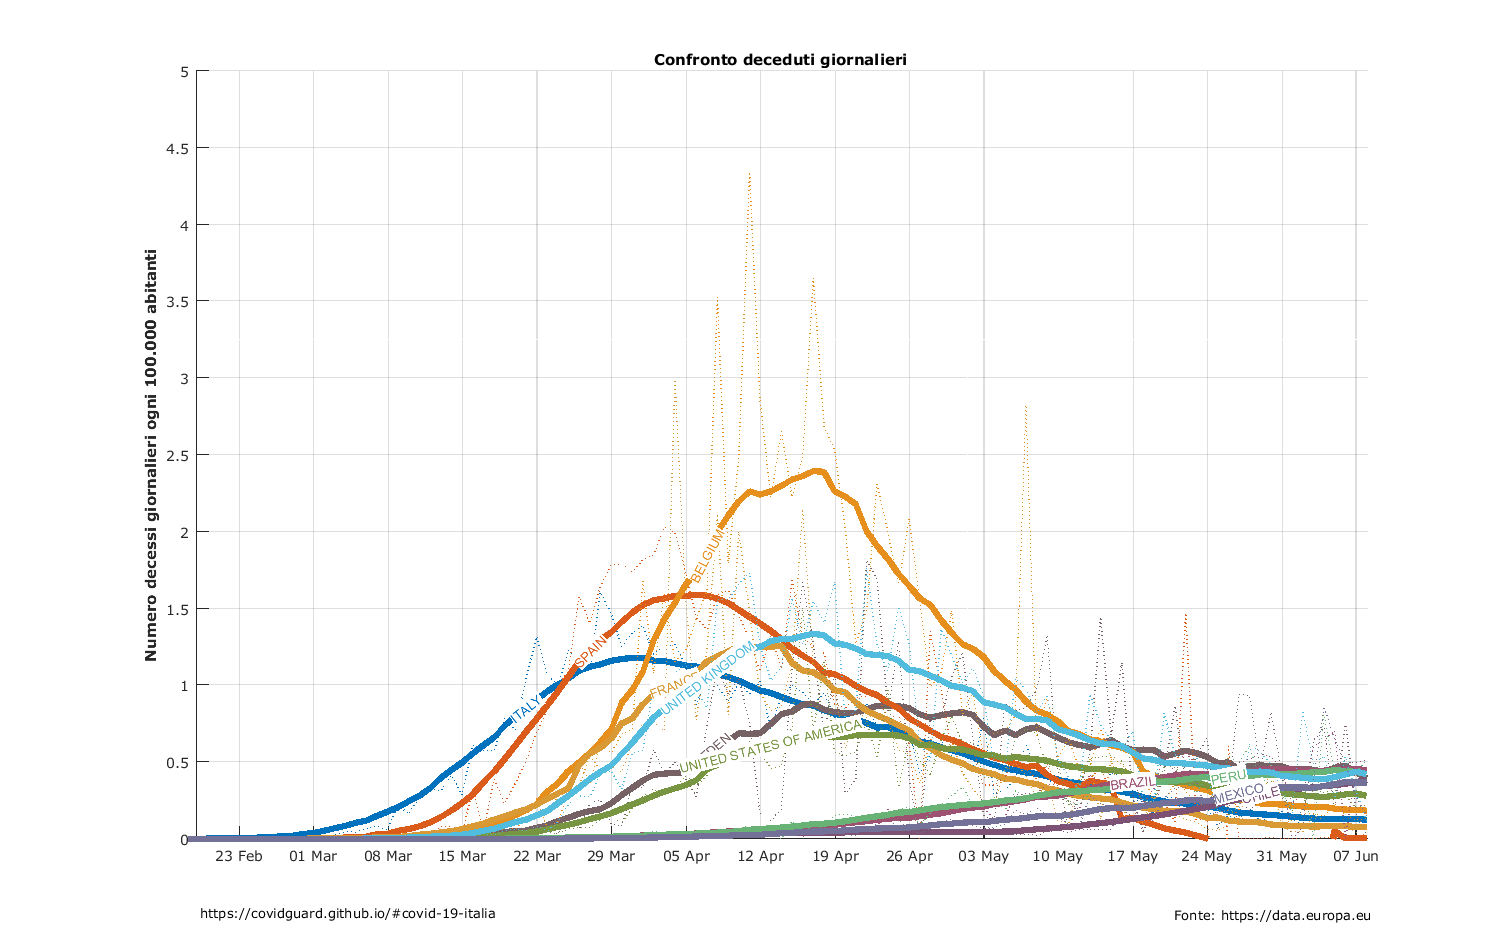 Confronto deceduti giornalieri
Numero decessi giornalieri ogni 100.000 abitanti
5
4.5
4
3.5
3
2.5
2
1.5
1
0.5
0
BELGIUM
SPAIN
FRANCE
UNITED KINGDOM
ITALY
UNITED STATES OF AMERICA
BRAZIL
PERU
MEXICO
23 Feb 01 Mar 08 Mar 15 Mar 22 Mar 29 Mar 05 Apr 12 Apr 19 Apr 26 Apr 03 May 10 May 17 May 24 May 31 May 07 Jun
https://covidguard.github.io/#covid-19-italia
Fonte: https://data.europa.eu